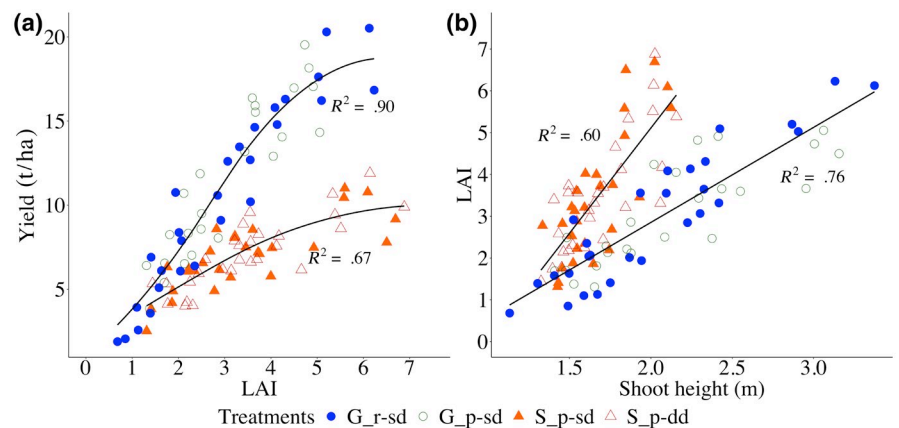 (a)
20
15
10
5
Yield (t/ha)
R² = .90
R² = .67
0 1 2 3 4 5 6 7
LAI
(b)
7
6
5
4
3
2
1
0
LAI
R² = .60
R² = .76
1.5 2.0 2.5 3.0
Shoot height (m)
Treatments G_r-sd G_p-sd S_p-sd S_p-dd